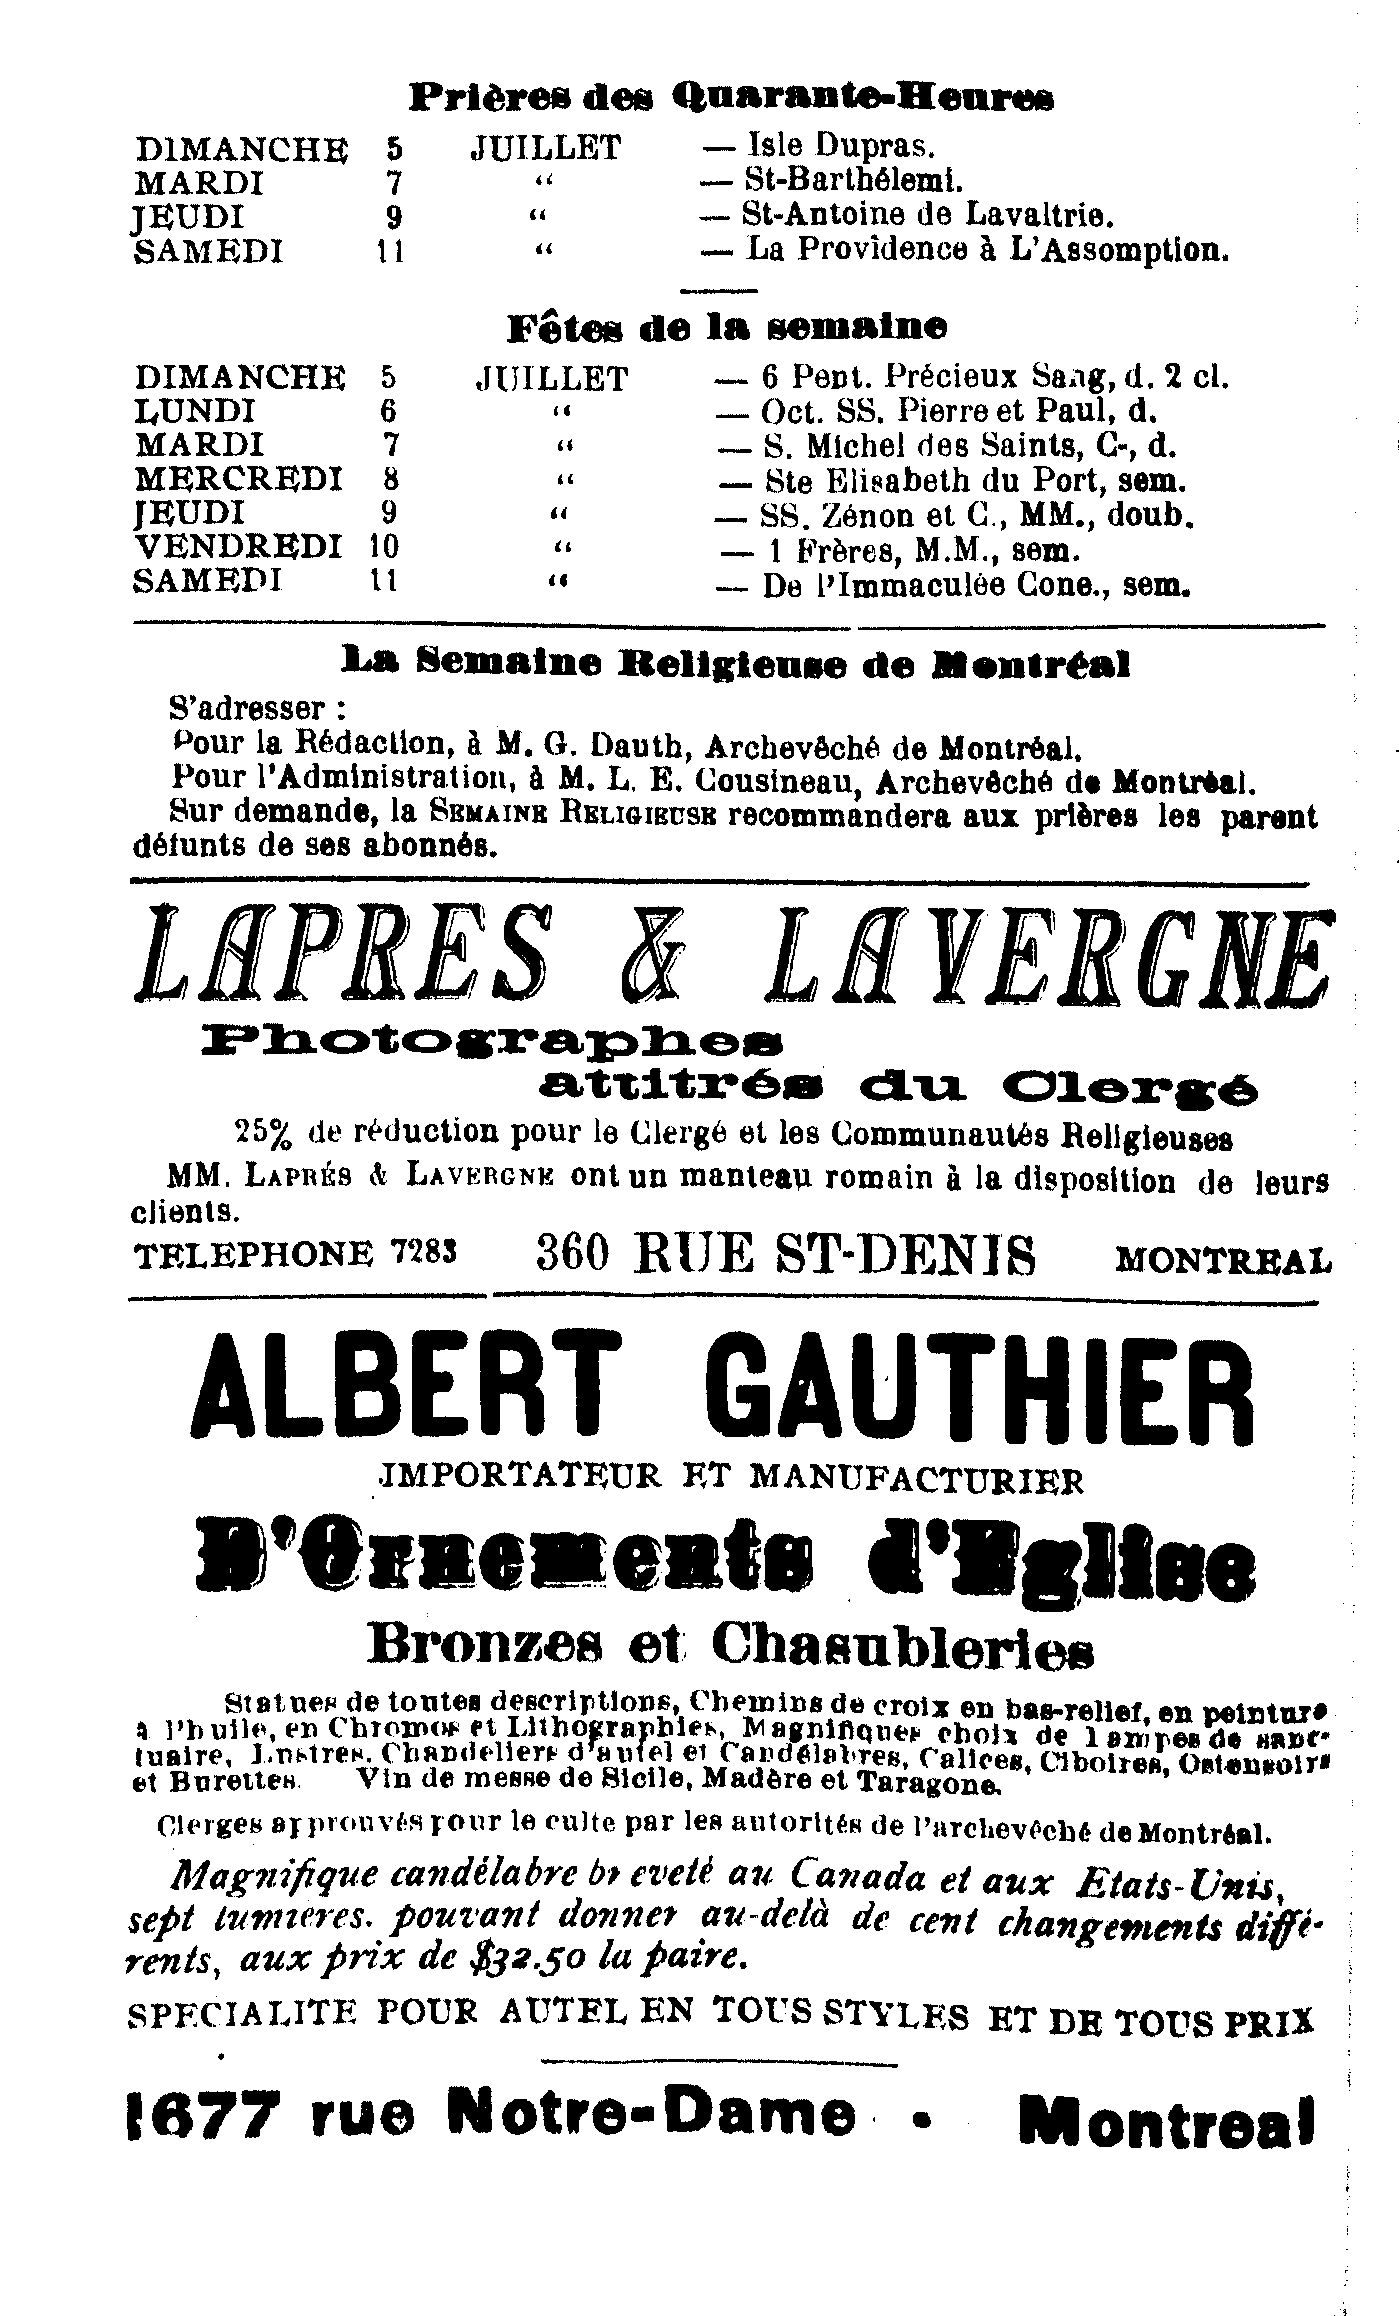 Prières des Quarante-Heures
DIMANCHE 5 JUILLET — Isle Dupras.
MARDI 7 “ — St-Barthélemi.
JEUDI 9 “ — St-Antoine de Lavaltrie.
SAMEDI 11 “ — La Providence à L'Assomption.
Fêtes de la semaine
DIMANCHE 5 JUILLET — 6 Pent. Précieux Sang, d. 2 cl.
LUNDI 6 “ — Oct. SS. Pierre et Paul, d.
MARDI 7 “ — S. Michel des Saints, C-, d.
MERCREDI 8 “ — Ste Elisabeth du Port, sem.
JEUDI 9 “ — SS. Zénon et C., MM., doub.
VENDREDI 10 “ — 1 Frères, M.M., sem.
SAMEDI 11 “ — De l'Immaculée Conc., sem.
La Semaine Religieuse de Montréal
S'adresser :
Pour la Rédaction, à M. G. Dauth, Archevêché de Montréal.
Pour l'Administration, à M. L. E. Cousineau, Archevêché de Montréal.
Sur demande, la SEMAINE RELIGIEUSE recommandera aux prières les parent
défunts de ses abonnés.
LAPRES & LAVERGNE
Photographes
attitrés du Clergé
25% de réduction pour le Clergé et les Communautés Religieuses
MM. LAPRÉS & LAVERGNE ont un manteau romain à la disposition de leurs
clients.
TELEPHONE 7283 360 RUE ST-DENIS MONTREAL
ALBERT GAUTHIER
IMPORTATEUR ET MANUFACTURIER
D'Ornements d'Eglise
Bronzes et Chasubleries
Statues de toutes descriptions, Chemins de croix en bas-relief, en peinture
à l'huile, en Chromos et Lithographies, Magnifiques choix de lampes de sanc-
tuaire, Lustres, Chandeliers d'autel et Candélabres, Calices, Ciboires, Ostensoirs
et Burettes. Vin de messe de Sicile, Madère et Taragone.
Cierges approuvés pour le culte par les autorités de l'archevêché de Montréal.
Magnifique candélabre breveté au Canada et aux Etats-Unis,
sept lumieres. pouvant donner au-delà de cent changements diffé-
rents, aux prix de $32.50 la paire.
SPECIALITE POUR AUTEL EN TOUS STYLES ET DE TOUS PRIX
1677 rue Notre-Dame - Montreal